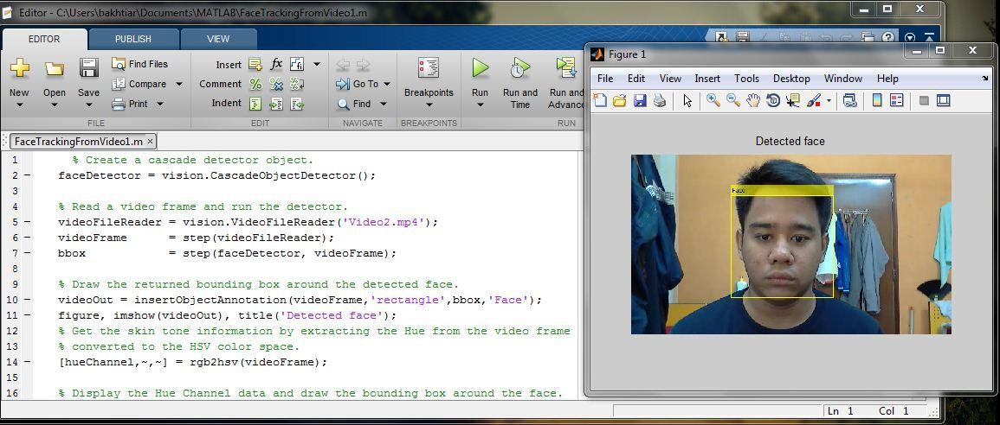 Editor - C:\Users\bakhtiar\Documents\MATLAB\FaceTrackingFromVideo1.m
EDITOR PUBLISH VIEW
New Open Save Find Files Compare Print
FILE
Insert fx
Comment
Indent
EDIT
Go To
Find
NAVIGATE
Breakpoints
BREAKPOINTS
Run Run and Time Run and Advance
RUN
FaceTrackingFromVideo1.m ×
1 % Create a cascade detector object.
2 – faceDetector = vision.CascadeObjectDetector();
3
4 % Read a video frame and run the detector.
5 – videoFileReader = vision.VideoFileReader('Video2.mp4');
6 – videoFrame = step(videoFileReader);
7 – bbox = step(faceDetector, videoFrame);
8
9 % Draw the returned bounding box around the detected face.
10 – videoOut = insertObjectAnnotation(videoFrame,'rectangle',bbox,'Face');
11 – figure, imshow(videoOut), title('Detected face');
12 % Get the skin tone information by extracting the Hue from the video frame
13 % converted to the HSV color space.
14 – [hueChannel,~,~] = rgb2hsv(videoFrame);
15
16 % Display the Hue Channel data and draw the bounding box around the face.
Figure 1
File Edit View Insert Tools Desktop Window Help
Detected face
Face
Ln 1 Col 1